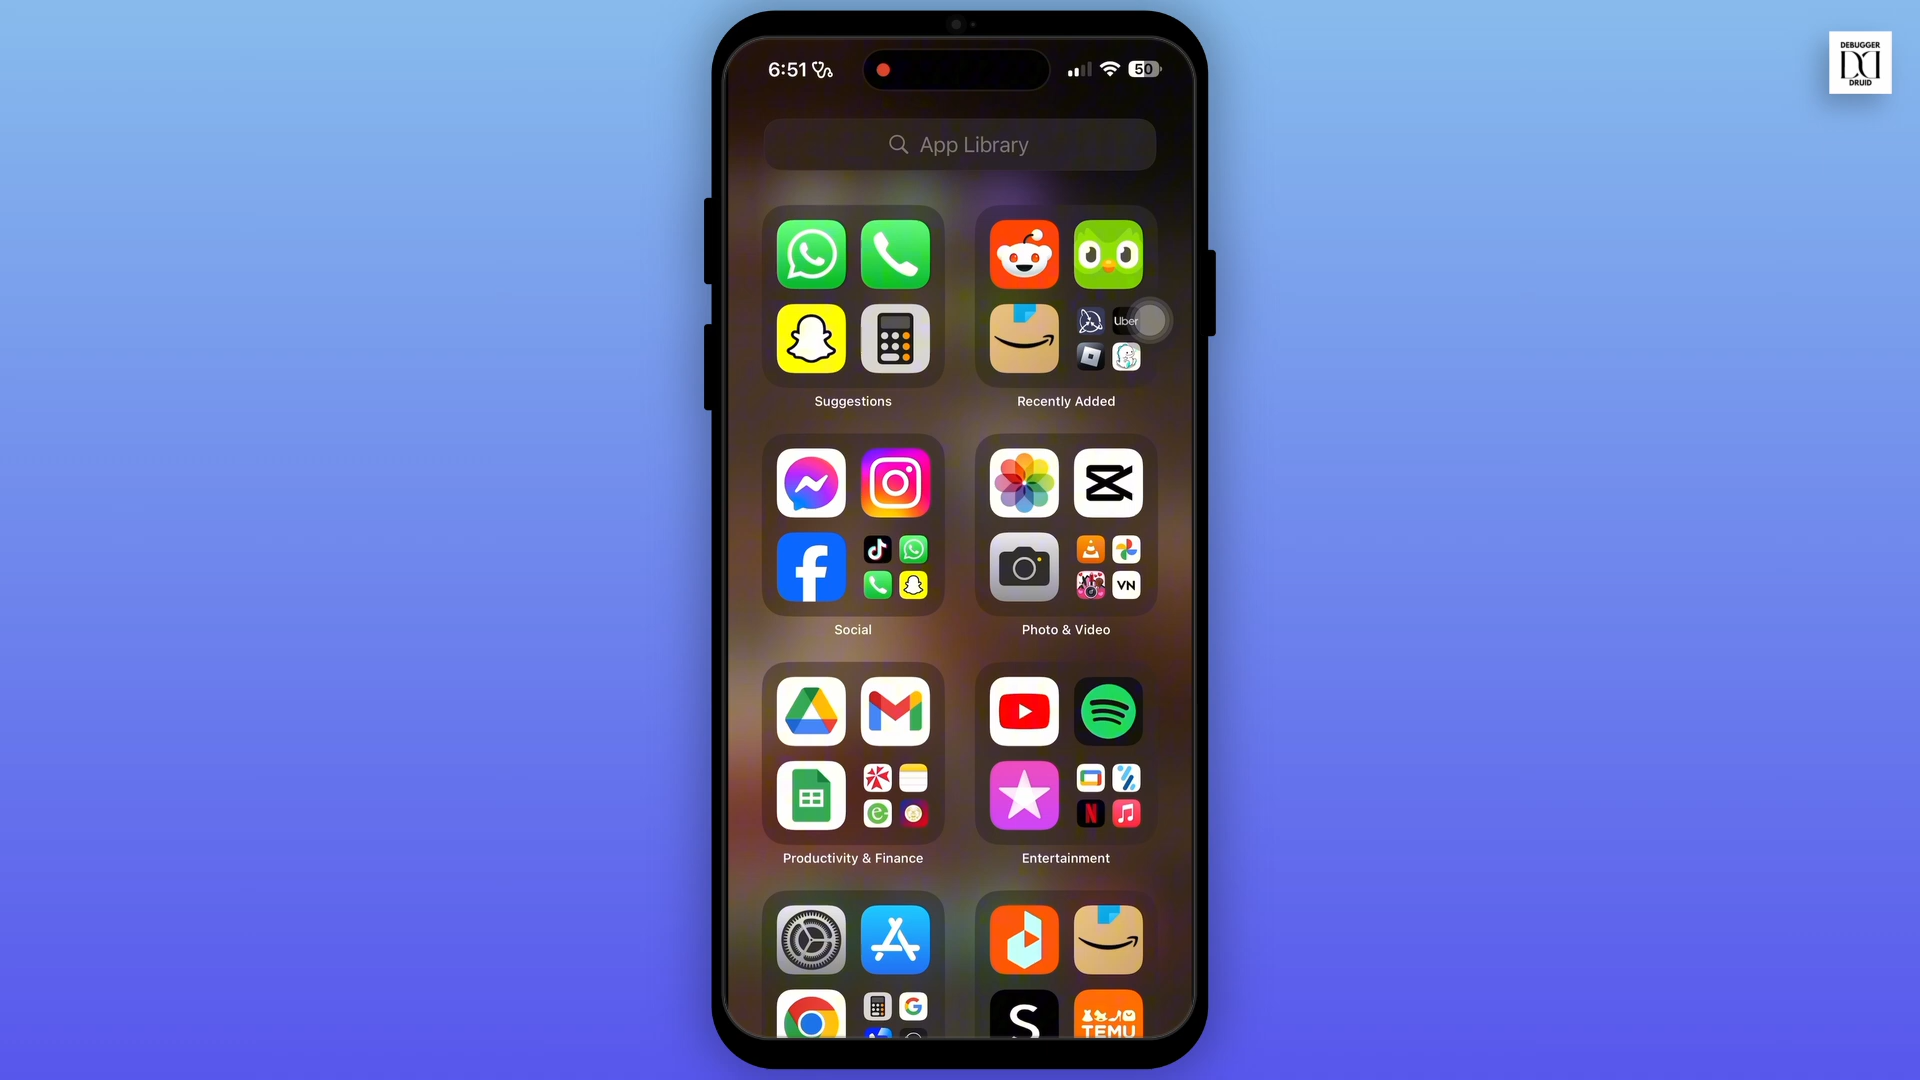 DEBUGGER
DRUID
6:51
50
App Library
Uber
Suggestions
Recently Added
VN
Social
Photo & Video
Productivity & Finance
Entertainment
TEMU